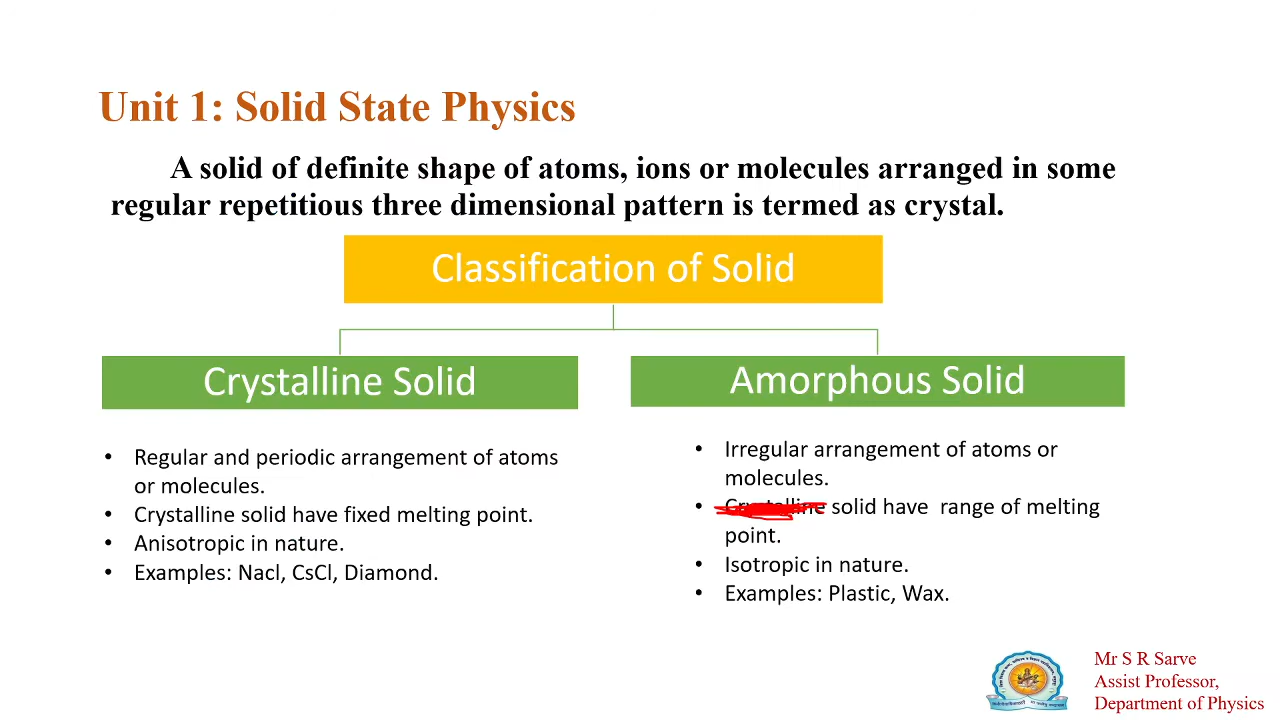 Unit 1: Solid State Physics
A solid of definite shape of atoms, ions or molecules arranged in some
regular repetitious three dimensional pattern is termed as crystal.
Classification of Solid
Crystalline Solid
• Regular and periodic arrangement of atoms
or molecules.
• Crystalline solid have fixed melting point.
• Anisotropic in nature.
• Examples: Nacl, CsCl, Diamond.
Amorphous Solid
• Irregular arrangement of atoms or
molecules.
• Crystalline solid have range of melting
point.
• Isotropic in nature.
• Examples: Plastic, Wax.
Mr S R Sarve
Assist Professor,
Department of Physics